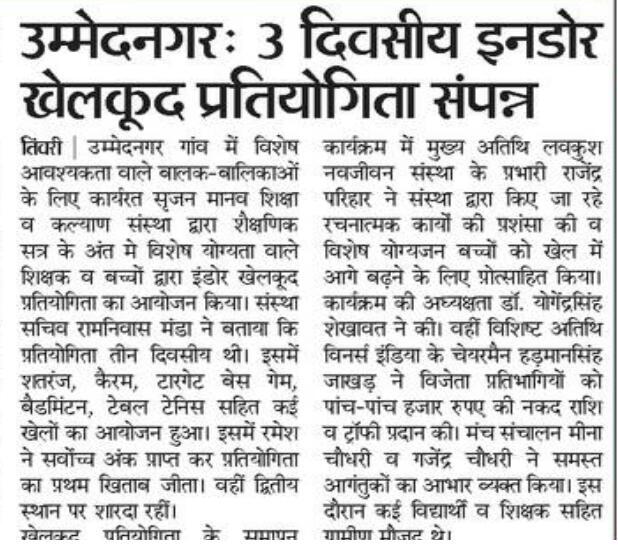 उम्मेदनगर: 3 दिवसीय इनडोर
खेलकूद प्रतियोगिता संपन्न
तिंवरी | उम्मेदनगर गांव में विशेष
आवश्यकता वाले बालक-बालिकाओं
के लिए कार्यरत सृजन मानव शिक्षा
व कल्याण संस्था द्वारा शैक्षणिक
सत्र के अंत मे विशेष योग्यता वाले
शिक्षक व बच्चों द्वारा इंडोर खेलकूद
प्रतियोगिता का आयोजन किया। संस्था
सचिव रामनिवास मंडा ने बताया कि
प्रतियोगिता तीन दिवसीय थी। इसमें
शतरंज, कैरम, टारगेट बेस गेम,
बैडमिंटन, टेबल टेनिस सहित कई
खेलों का आयोजन हुआ। इसमें रमेश
ने सर्वोच्च अंक प्राप्त कर प्रतियोगिता
का प्रथम खिताब जीता। वहीं द्वितीय
स्थान पर शारदा रहीं।
खेलकूद प्रतियोगिता के समापन
कार्यक्रम में मुख्य अतिथि लवकुश
नवजीवन संस्था के प्रभारी राजेंद्र
परिहार ने संस्था द्वारा किए जा रहे
रचनात्मक कार्यो की प्रशंसा की व
विशेष योग्यजन बच्चों को खेल में
आगे बढ़ने के लिए प्रोत्साहित किया।
कार्यक्रम की अध्यक्षता डॉ. योगेंद्रसिंह
शेखावत ने की। वहीं विशिष्ट अतिथि
विनर्स इंडिया के चेयरमैन हड़मानसिंह
जाखड़ ने विजेता प्रतिभागियों को
पांच-पांच हजार रुपए की नकद राशि
व ट्रॉफी प्रदान की। मंच संचालन मीना
चौधरी व गजेंद्र चौधरी ने समस्त
आगंतुकों का आभार व्यक्त किया। इस
दौरान कई विद्यार्थी व शिक्षक सहित
ग्रामीण मौजूद थे।